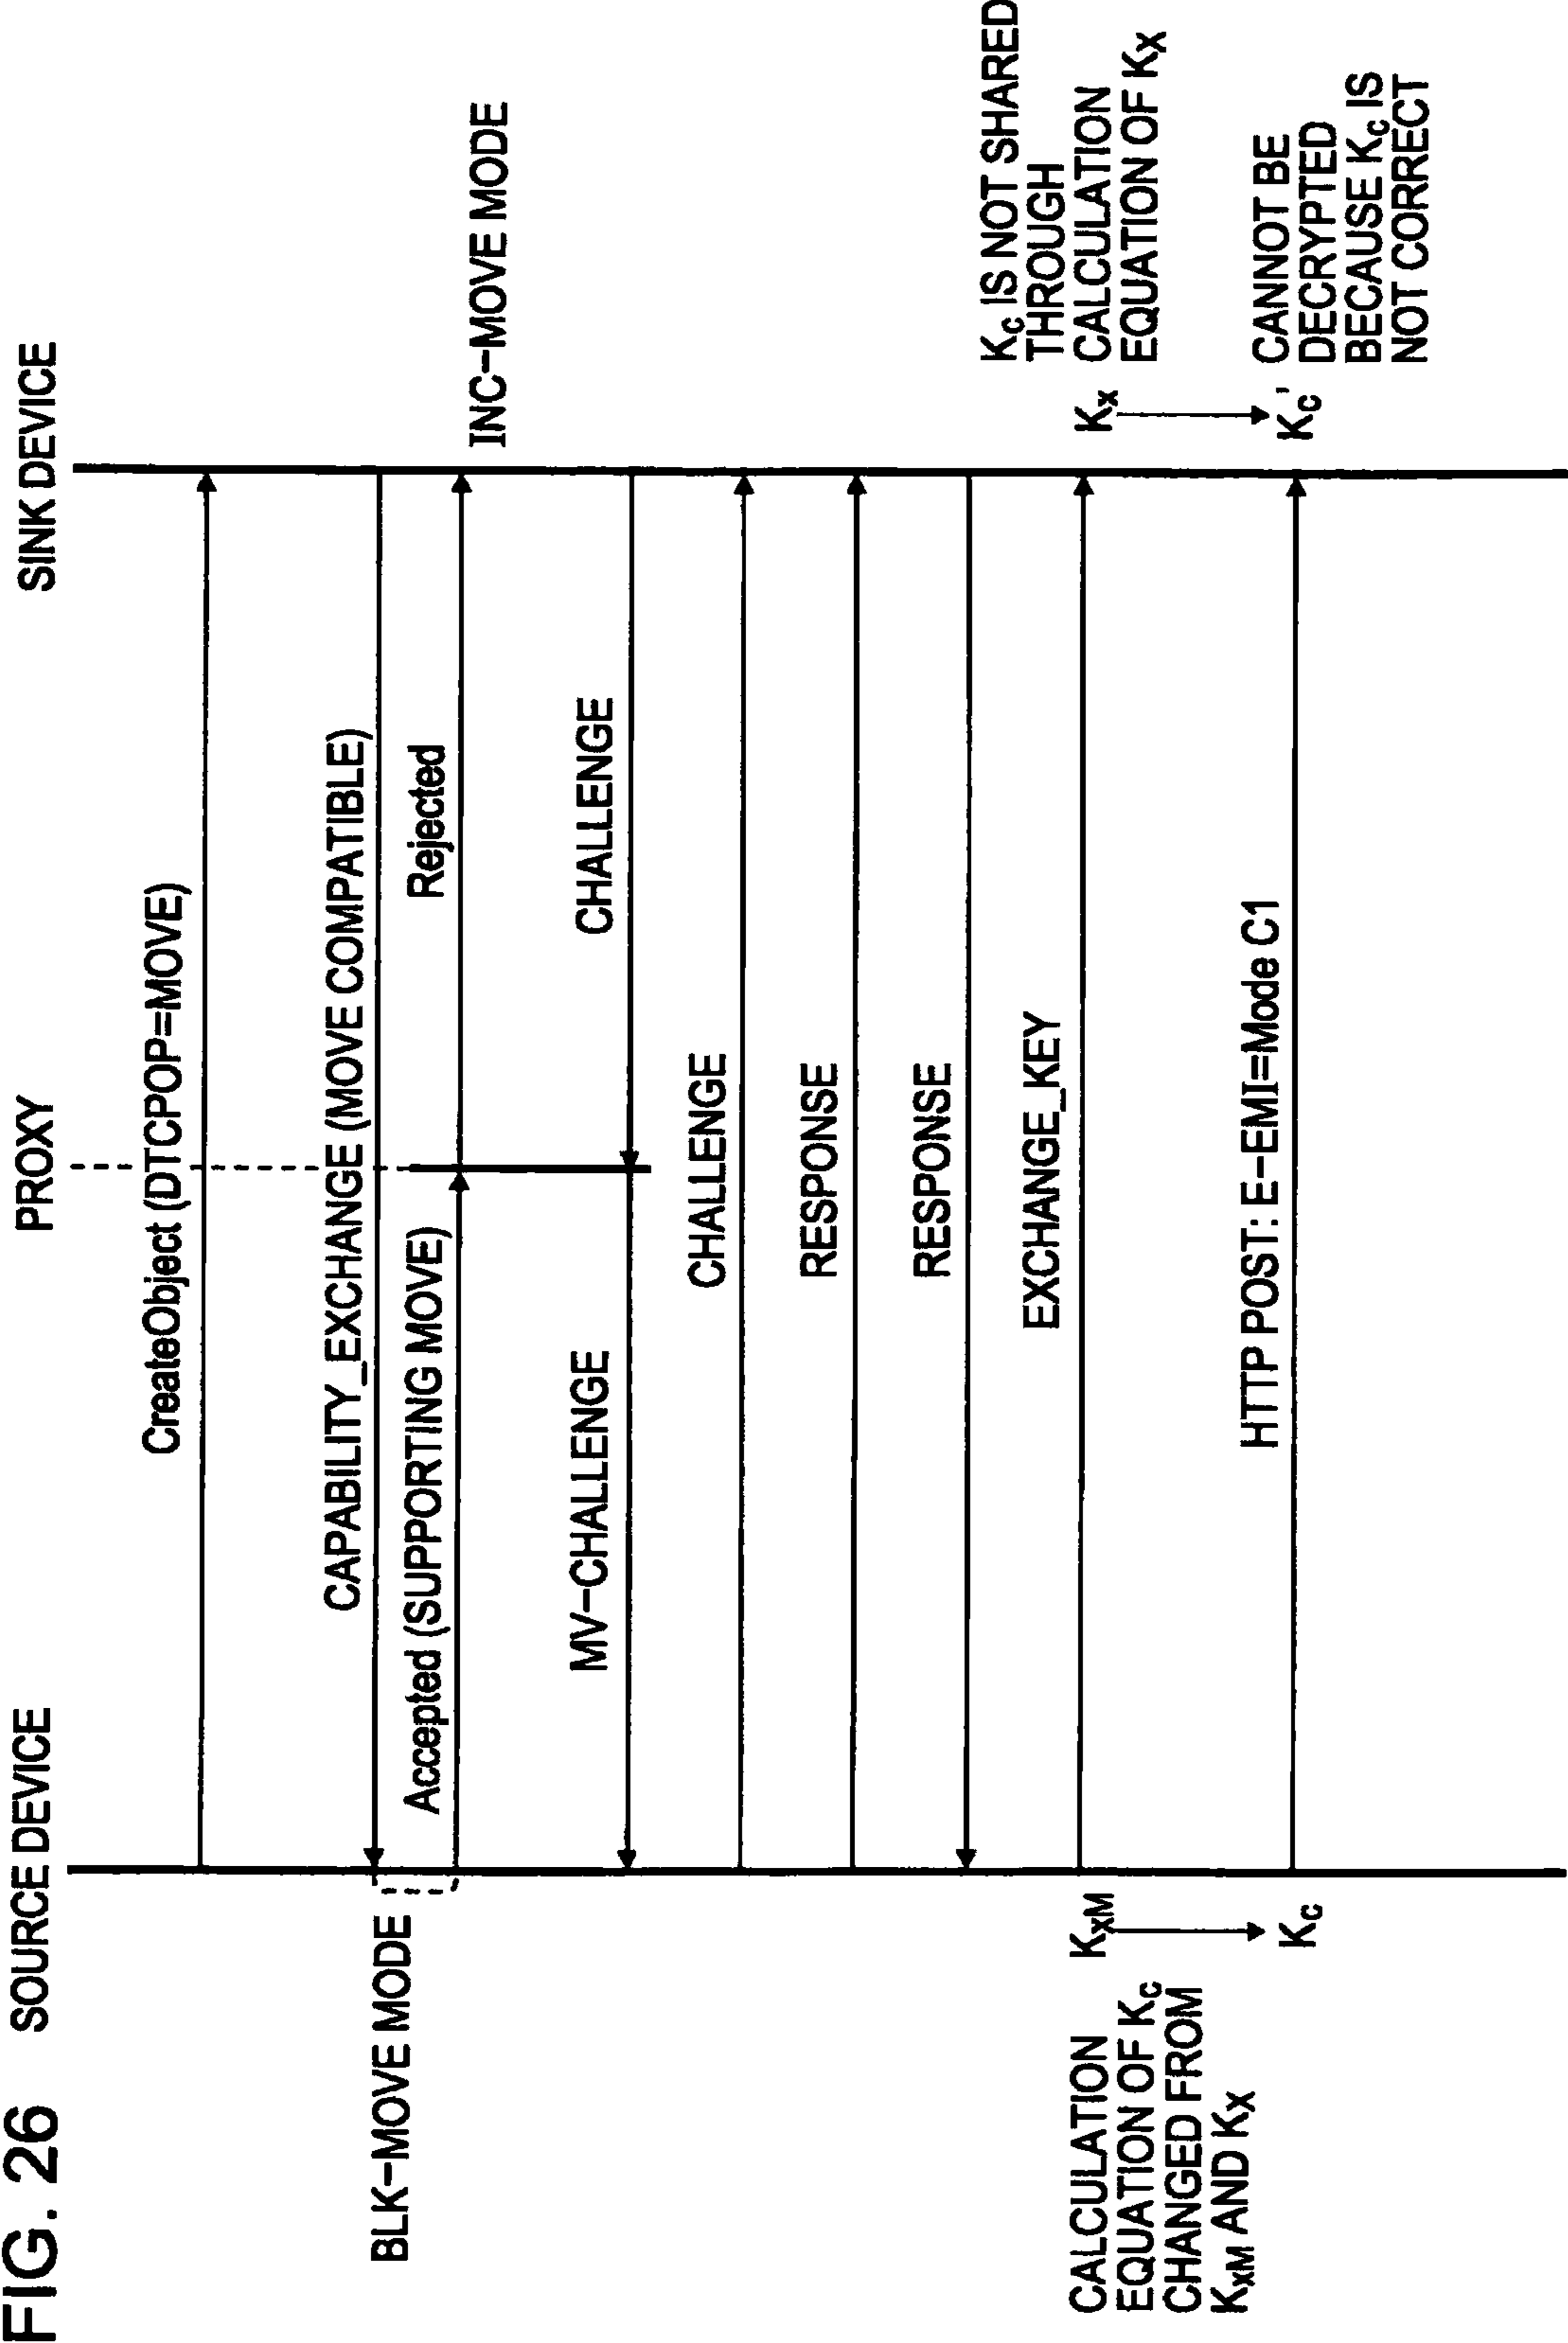 FIG. 26
SOURCE DEVICE
PROXY
SINK DEVICE
CreateObject (DTCPOP=MOVE)
CAPABILITY_EXCHANGE (MOVE COMPATIBLE)
BLK-MOVE MODE
Accepted (SUPPORTING MOVE)
Rejected
INC-MOVE MODE
MV-CHALLENGE
CHALLENGE
CHALLENGE
RESPONSE
RESPONSE
EXCHANGE_KEY
CALCULATION
EQUATION OF Kc
CHANGED FROM
KxM AND Kx
KxM
Kc
Kx
Kc'
Kc IS NOT SHARED
THROUGH
CALCULATION
EQUATION OF Kx
HTTP POST: E-EMI=Mode C1
CANNOT BE
DECRYPTED
BECAUSE Kc IS
NOT CORRECT